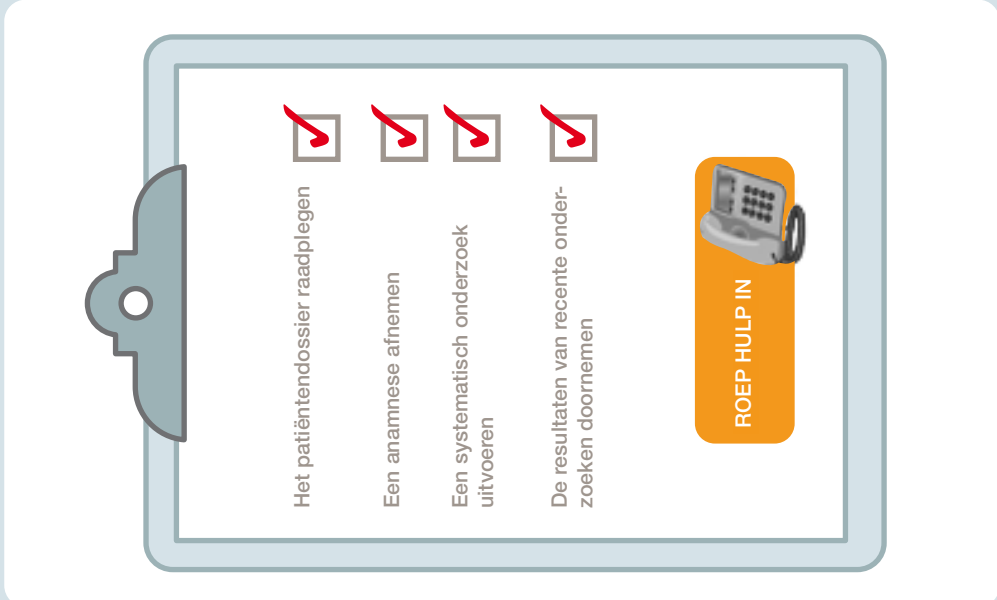 Het patiëntendossier raadplegen
Een anamnese afnemen
Een systematisch onderzoek
uitvoeren
De resultaten van recente onder-
zoeken doornemen
ROEP HULP IN